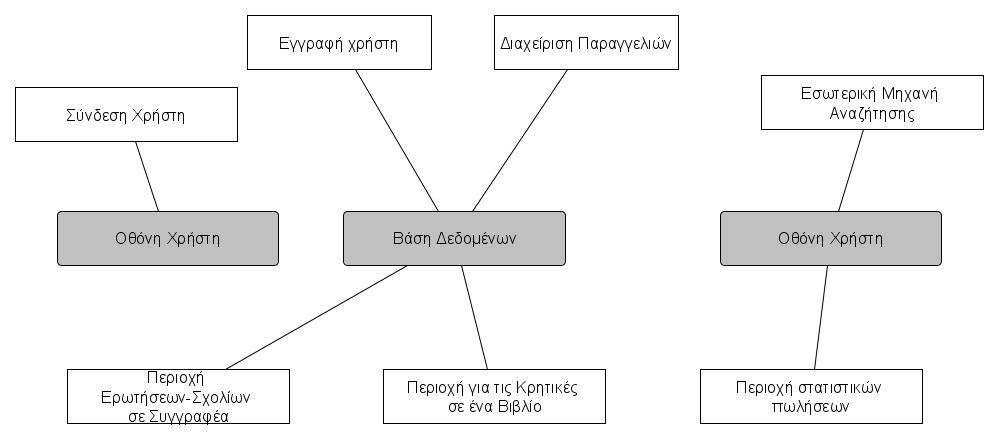 Εγγραφή χρήστη
Διαχείριση Παραγγελιών
Σύνδεση Χρήστη
Εσωτερική Μηχανή
Αναζήτησης
Οθόνη Χρήστη
Βάση Δεδομένων
Οθόνη Χρήστη
Περιοχή
Ερωτήσεων-Σχολίων
σε Συγγραφέα
Περιοχή για τις Κρητικές
σε ένα Βιβλίο
Περιοχή στατιστικών
πωλήσεων